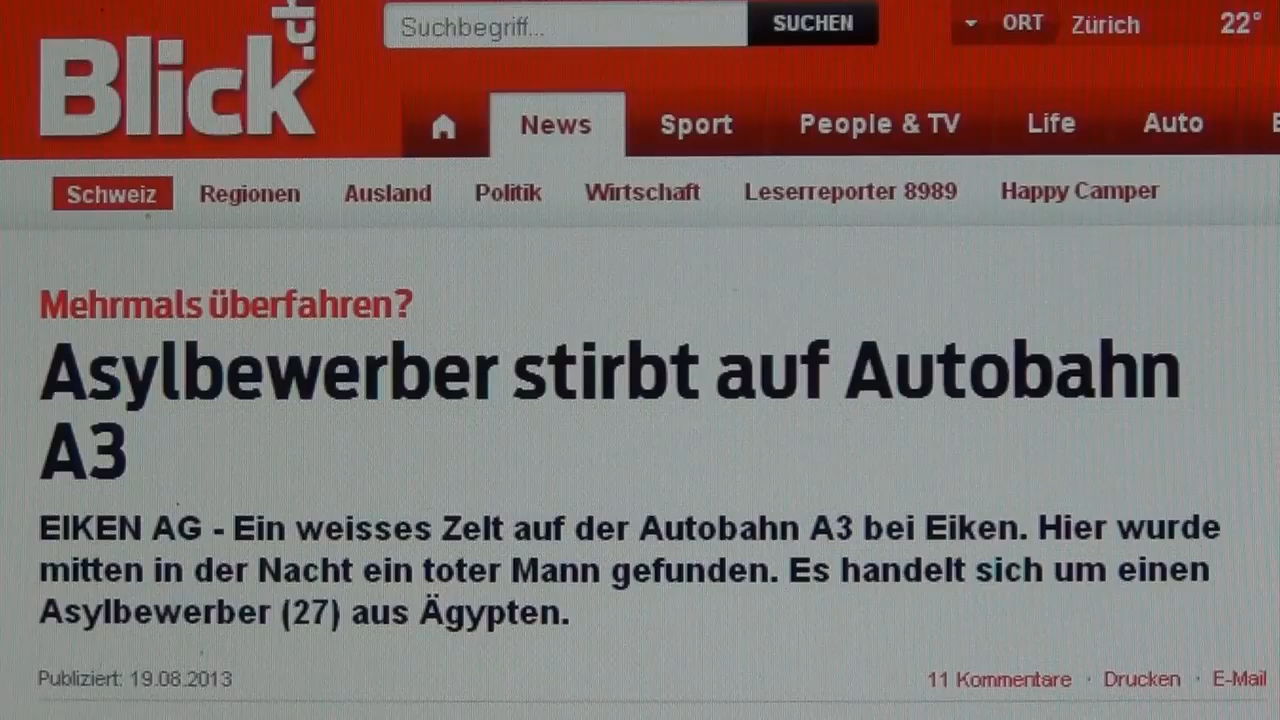 Blick.ch
Suchbegriff...
SUCHEN
ORT Zürich 22°
News Sport People & TV Life Auto
Schweiz Regionen Ausland Politik Wirtschaft Leserreporter 8989 Happy Camper
Mehrmals überfahren?
Asylbewerber stirbt auf Autobahn
A3
EIKEN AG - Ein weisses Zelt auf der Autobahn A3 bei Eiken. Hier wurde
mitten in der Nacht ein toter Mann gefunden. Es handelt sich um einen
Asylbewerber (27) aus Ägypten.
Publiziert: 19.08.2013
11 Kommentare · Drucken · E-Mail